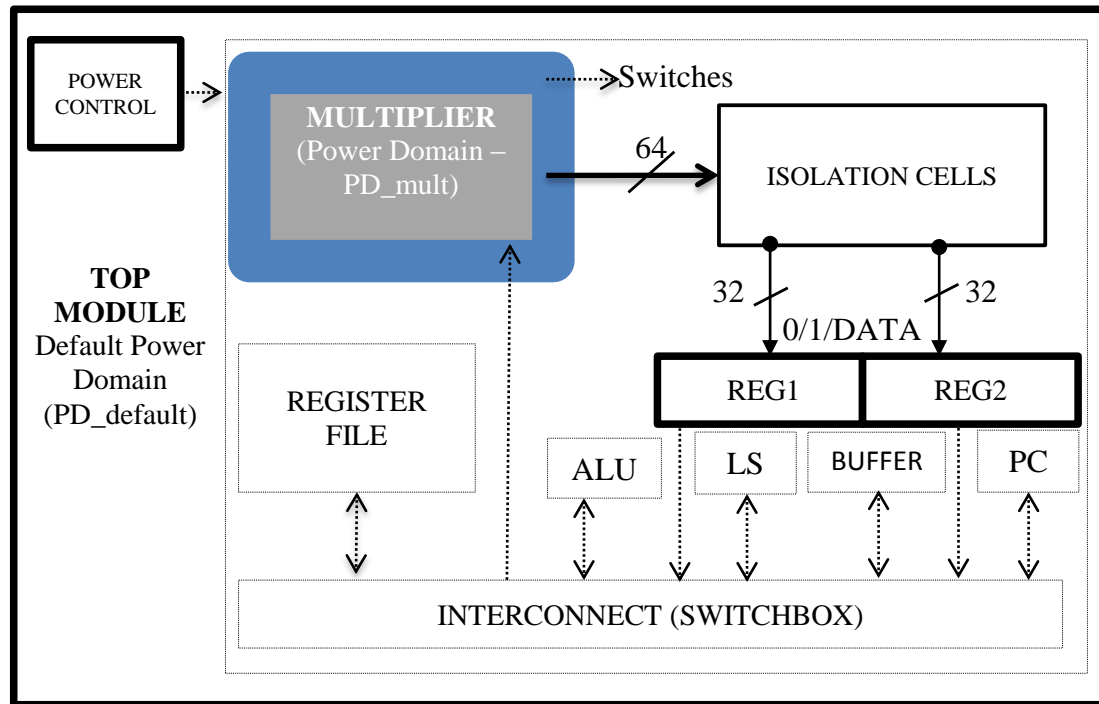 POWER
CONTROL
Switches
MULTIPLIER
(Power Domain –
PD_mult)
64
ISOLATION CELLS
TOP
MODULE
Default Power
Domain
(PD_default)
32
32
0/1/DATA
REG1
REG2
REGISTER
FILE
ALU
LS
BUFFER
PC
INTERCONNECT (SWITCHBOX)